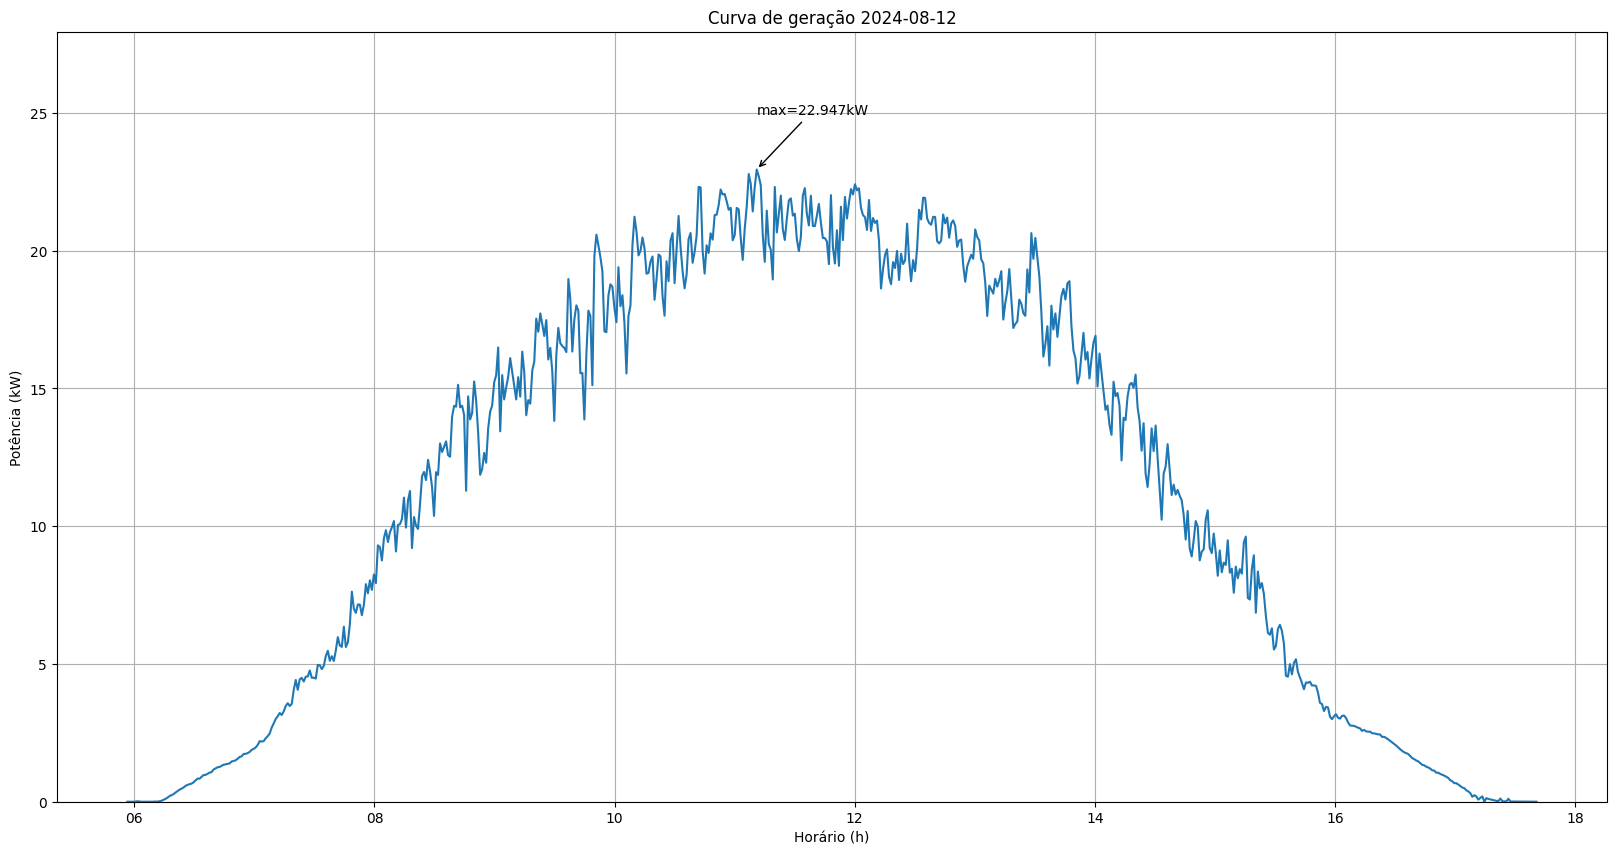 Curva de geração 2024-08-12
max=22.947kW
Potência (kW)
25
20
15
10
5
0
06 08 10 12 14 16 18
Horário (h)